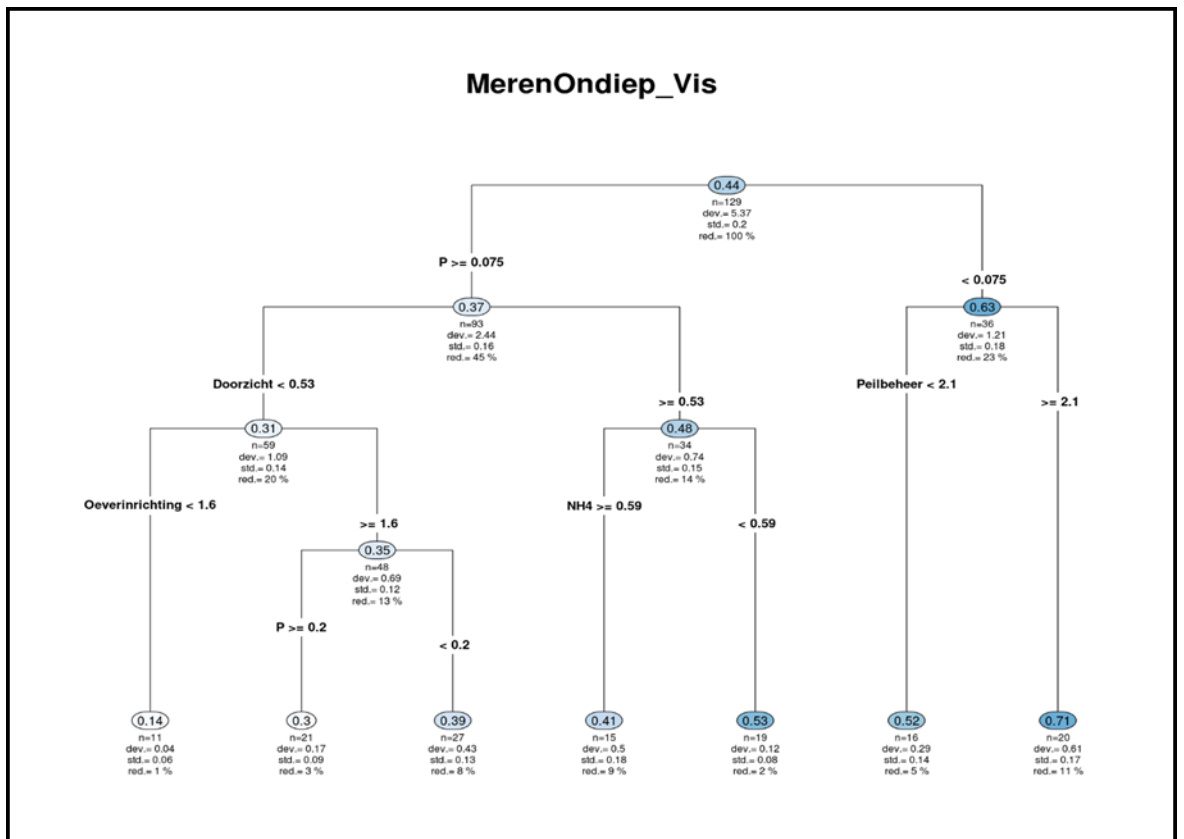 MerenOndiep_Vis
0.44
n=129
dev.= 5.37
std.= 0.2
red.= 100 %
P >= 0.075
< 0.075
0.37
n=93
dev.= 2.44
std.= 0.16
red.= 45 %
0.63
n=36
dev.= 1.21
std.= 0.18
red.= 23 %
Doorzicht < 0.53
>= 0.53
Peilbeheer < 2.1
>= 2.1
0.31
n=59
dev.= 1.09
std.= 0.14
red.= 20 %
0.48
n=34
dev.= 0.74
std.= 0.15
red.= 14 %
Oeverinrichting < 1.6
>= 1.6
NH4 >= 0.59
< 0.59
0.35
n=48
dev.= 0.69
std.= 0.12
red.= 13 %
P >= 0.2
< 0.2
0.14
n=11
dev.= 0.04
std.= 0.06
red.= 1 %
0.3
n=21
dev.= 0.17
std.= 0.09
red.= 3 %
0.39
n=27
dev.= 0.43
std.= 0.13
red.= 8 %
0.41
n=15
dev.= 0.5
std.= 0.18
red.= 9 %
0.53
n=19
dev.= 0.12
std.= 0.08
red.= 2 %
0.52
n=16
dev.= 0.29
std.= 0.14
red.= 5 %
0.71
n=20
dev.= 0.61
std.= 0.17
red.= 11 %